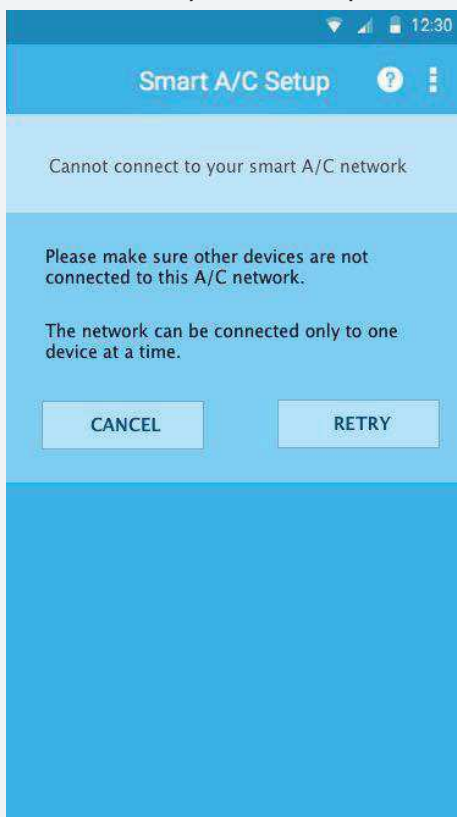 12:30
Smart A/C Setup
Cannot connect to your smart A/C network
Please make sure other devices are not
connected to this A/C network.
The network can be connected only to one
device at a time.
CANCEL RETRY